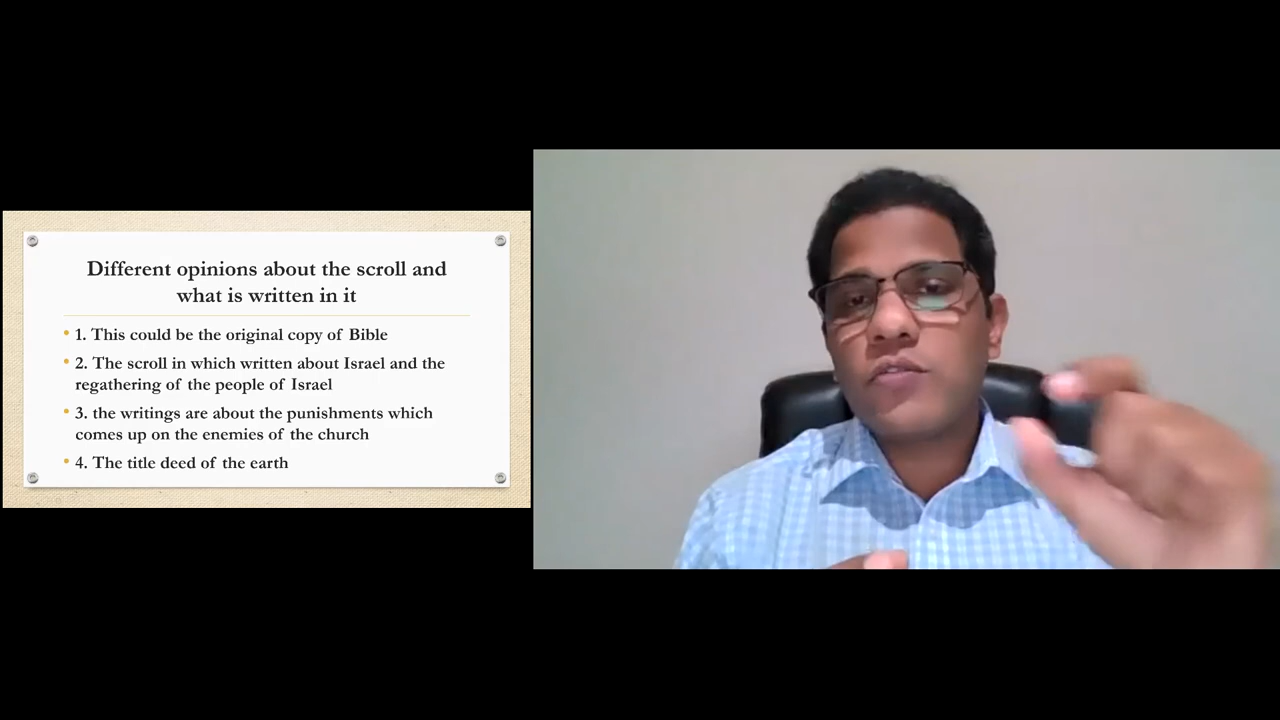 Different opinions about the scroll and
what is written in it
• 1. This could be the original copy of Bible
• 2. The scroll in which written about Israel and the
regathering of the people of Israel
• 3. the writings are about the punishments which
comes up on the enemies of the church
• 4. The title deed of the earth